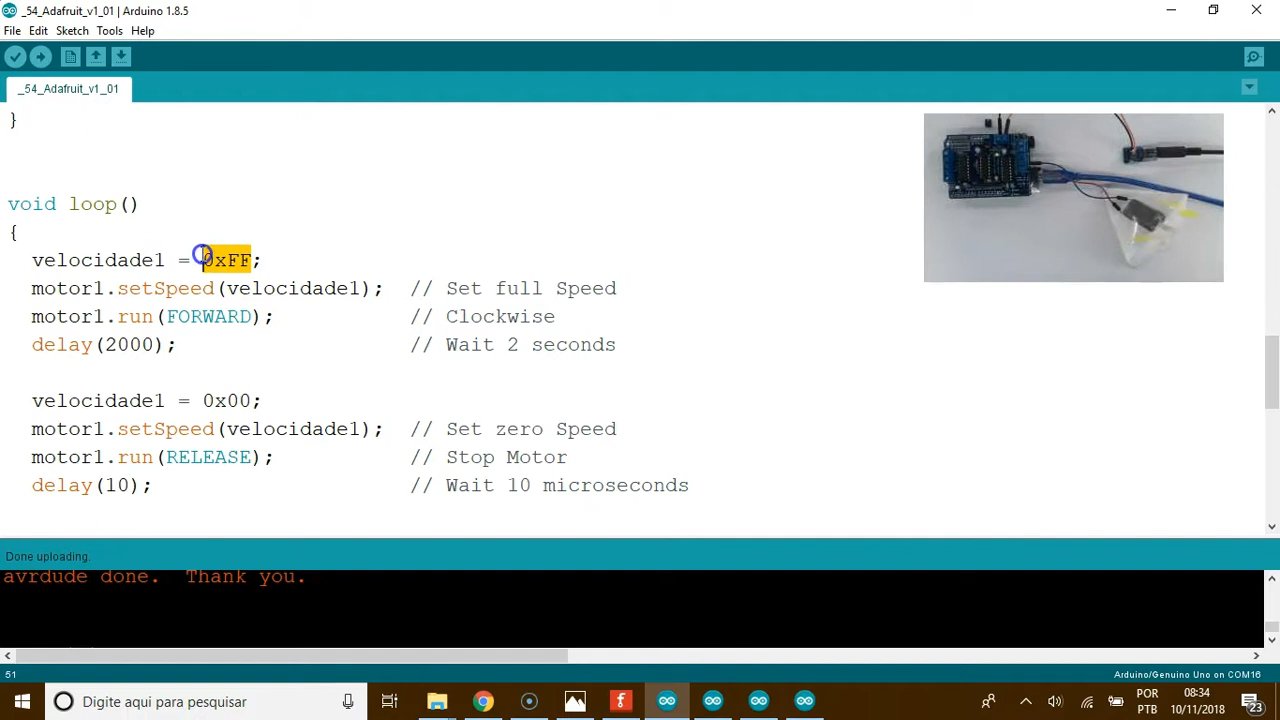 _54_Adafruit_v1_01 | Arduino 1.8.5
File Edit Sketch Tools Help
_54_Adafruit_v1_01
}
void loop()
{
velocidade1 = 0xFF;
motor1.setSpeed(velocidade1); // Set full Speed
motor1.run(FORWARD); // Clockwise
delay(2000); // Wait 2 seconds
velocidade1 = 0x00;
motor1.setSpeed(velocidade1); // Set zero Speed
motor1.run(RELEASE); // Stop Motor
delay(10); // Wait 10 microseconds
Done uploading.
avrdude done. Thank you.
51
Arduino/Genuino Uno on COM16
Digite aqui para pesquisar
POR
PTB
08:34
10/11/2018
23